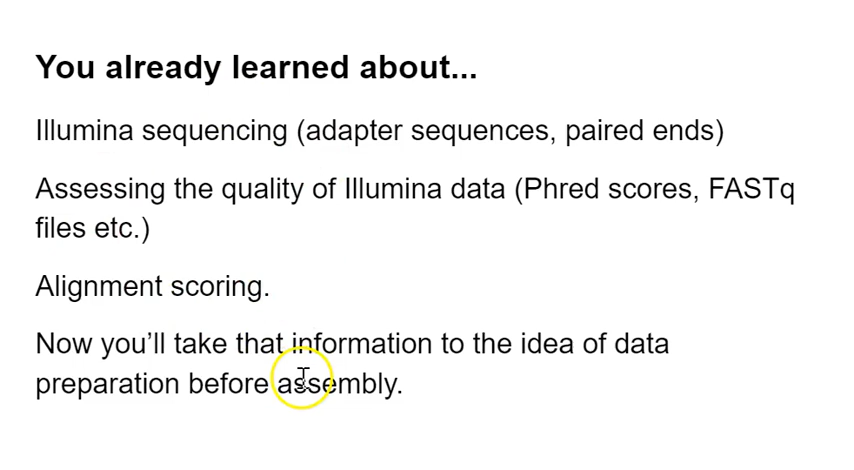 You already learned about...
Illumina sequencing (adapter sequences, paired ends)
Assessing the quality of Illumina data (Phred scores, FASTq
files etc.)
Alignment scoring.
Now you’ll take that information to the idea of data
preparation before assembly.